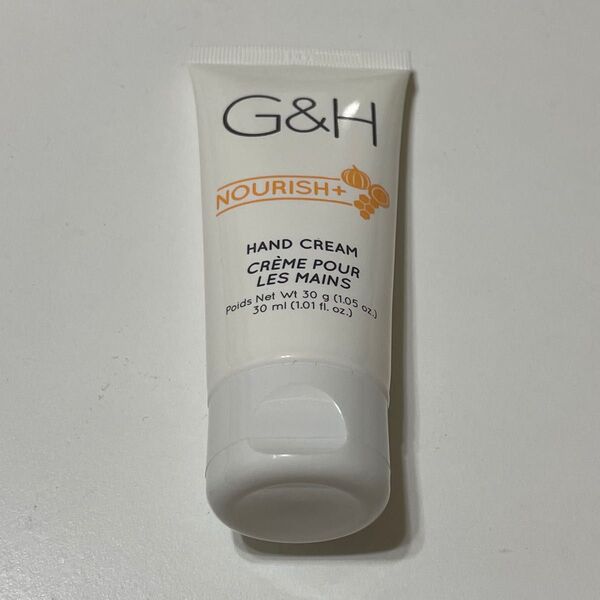 G&H
NOURISH+
HAND CREAM
CRÈME POUR
LES MAINS
Poids Net Wt 30 g (1.05 oz.)
30 ml (1.01 fl. oz.)